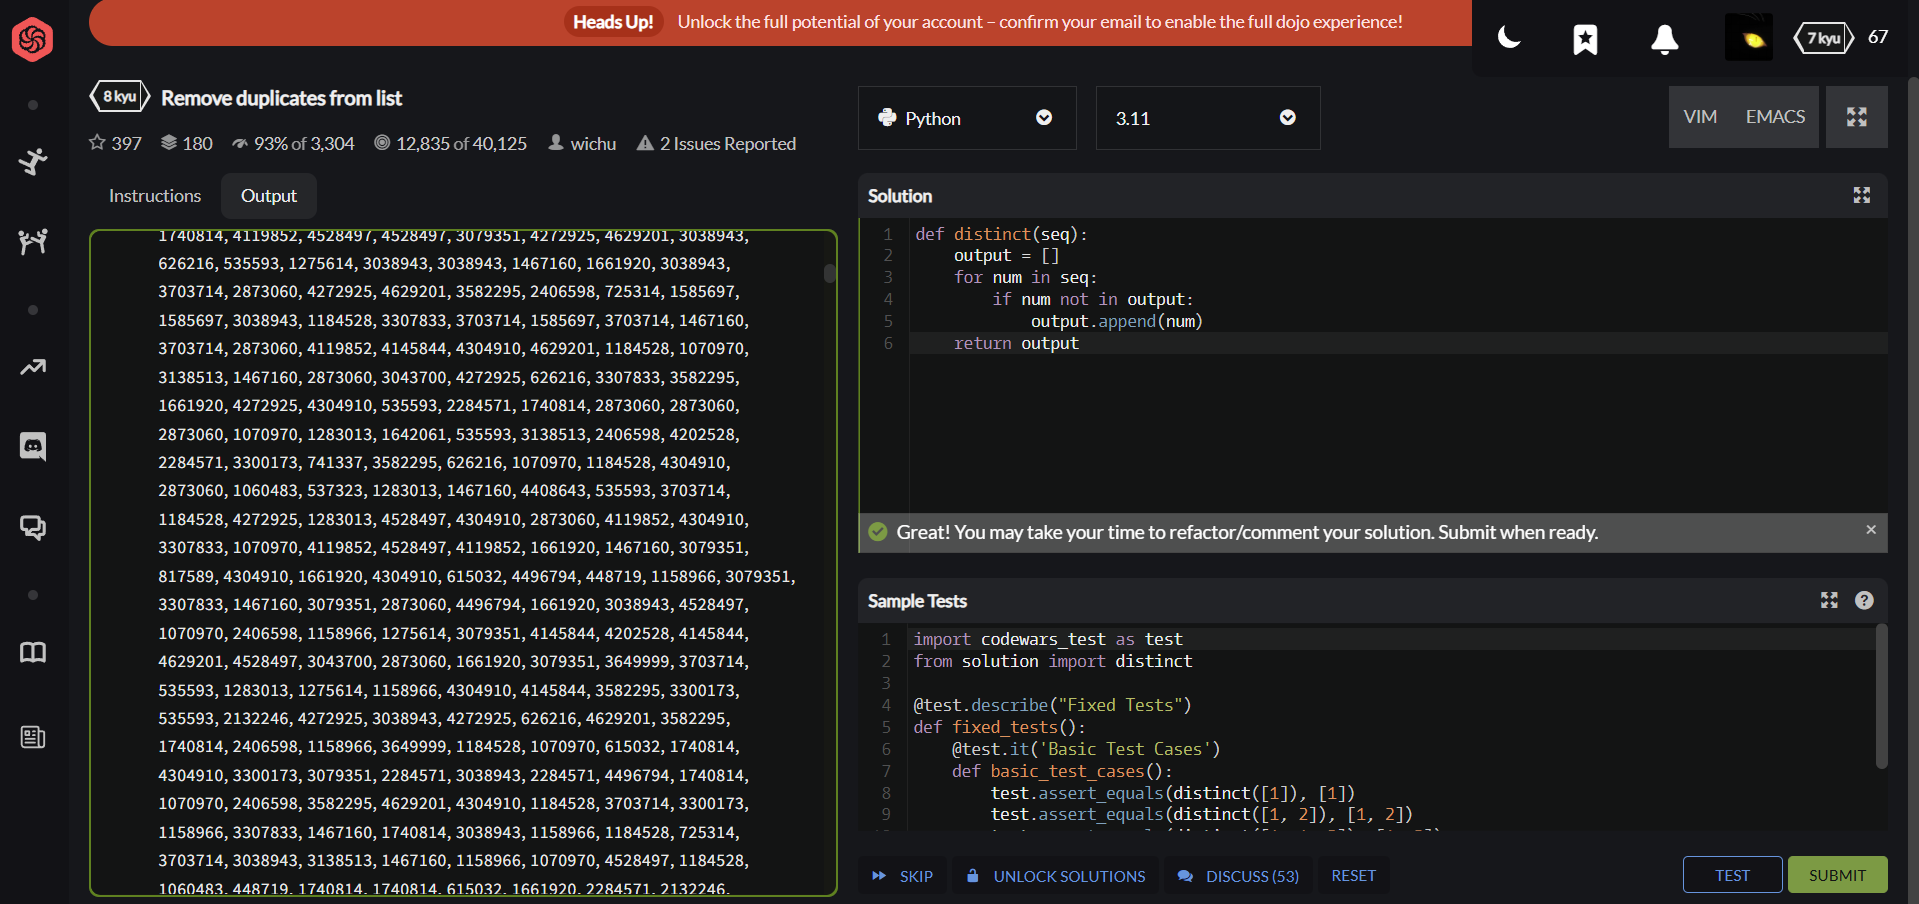 Heads Up! Unlock the full potential of your account – confirm your email to enable the full dojo experience!
7 kyu 67
8 kyu Remove duplicates from list
397 180 93% of 3,304 12,835 of 40,125 wichu 2 Issues Reported
Python 3.11 VIM EMACS
Instructions Output
1740814, 4119852, 4528497, 4528497, 3079351, 4272925, 4629201, 3038943,
626216, 535593, 1275614, 3038943, 3038943, 1467160, 1661920, 3038943,
3703714, 2873060, 4272925, 4629201, 3582295, 2406598, 725314, 1585697,
1585697, 3038943, 1184528, 3307833, 3703714, 1585697, 3703714, 1467160,
3703714, 2873060, 4119852, 4145844, 4304910, 4629201, 1184528, 1070970,
3138513, 1467160, 2873060, 3043700, 4272925, 626216, 3307833, 3582295,
1661920, 4272925, 4304910, 535593, 2284571, 1740814, 2873060, 2873060,
2873060, 1070970, 1283013, 1642061, 535593, 3138513, 2406598, 4202528,
2284571, 3300173, 741337, 3582295, 626216, 1070970, 1184528, 4304910,
2873060, 1060483, 537323, 1283013, 1467160, 4408643, 535593, 3703714,
1184528, 4272925, 1283013, 4528497, 4304910, 2873060, 4119852, 4304910,
3307833, 1070970, 4119852, 4528497, 4119852, 1661920, 1467160, 3079351,
817589, 4304910, 1661920, 4304910, 615032, 4496794, 448719, 1158966, 3079351,
3307833, 1467160, 3079351, 2873060, 4496794, 1661920, 3038943, 4528497,
1070970, 2406598, 1158966, 1275614, 3079351, 4145844, 4202528, 4145844,
4629201, 4528497, 3043700, 2873060, 1661920, 3079351, 3649999, 3703714,
535593, 1283013, 1275614, 1158966, 4304910, 4145844, 3582295, 3300173,
535593, 2132246, 4272925, 3038943, 4272925, 626216, 4629201, 3582295,
1740814, 2406598, 1158966, 3649999, 1184528, 1070970, 615032, 1740814,
4304910, 3300173, 3079351, 2284571, 3038943, 2284571, 4496794, 1740814,
1070970, 2406598, 3582295, 4629201, 4304910, 1184528, 3703714, 3300173,
1158966, 3307833, 1467160, 1740814, 3038943, 1158966, 1184528, 725314,
3703714, 3038943, 3138513, 1467160, 1158966, 1070970, 4528497, 1184528,
1060483, 448719, 1740814, 1740814, 615032, 1661920, 2284571, 2132246,
Solution
1 def distinct(seq):
2     output = []
3     for num in seq:
4         if num not in output:
5             output.append(num)
6     return output
Great! You may take your time to refactor/comment your solution. Submit when ready.
Sample Tests
1 import codewars_test as test
2 from solution import distinct
3
4 @test.describe("Fixed Tests")
5 def fixed_tests():
6     @test.it('Basic Test Cases')
7     def basic_test_cases():
8         test.assert_equals(distinct([1]), [1])
9         test.assert_equals(distinct([1, 2]), [1, 2])
SKIP UNLOCK SOLUTIONS DISCUSS (53) RESET TEST SUBMIT